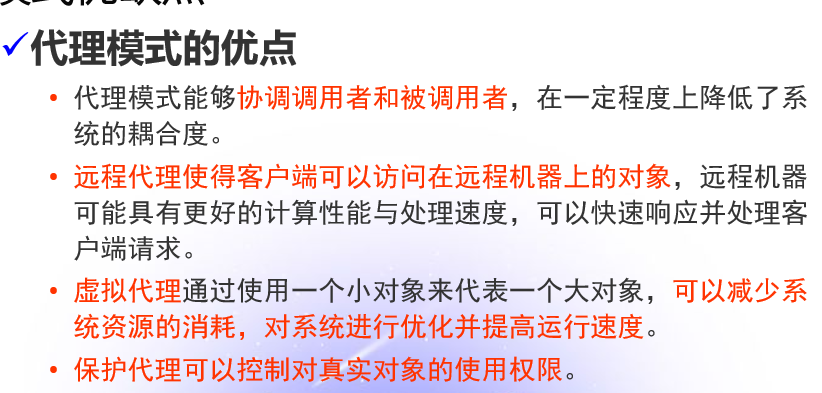 ✓代理模式的优点
• 代理模式能够协调调用者和被调用者，在一定程度上降低了系
统的耦合度。
• 远程代理使得客户端可以访问在远程机器上的对象，远程机器
可能具有更好的计算性能与处理速度，可以快速响应并处理客
户端请求。
• 虚拟代理通过使用一个小对象来代表一个大对象，可以减少系
统资源的消耗，对系统进行优化并提高运行速度。
• 保护代理可以控制对真实对象的使用权限。